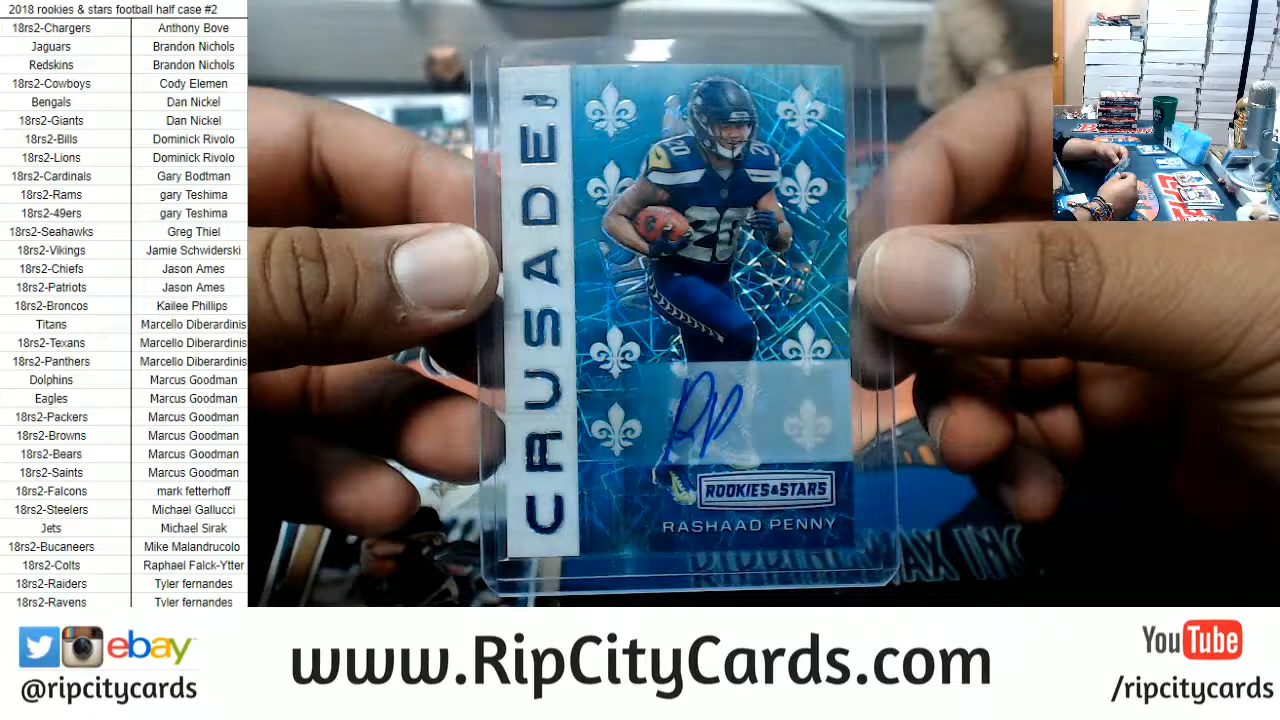 2018 rookies & stars football half case #2
18rs2-Chargers Anthony Bove
Jaguars Brandon Nichols
Redskins Brandon Nichols
18rs2-Cowboys Cody Elemen
Bengals Dan Nickel
18rs2-Giants Dan Nickel
18rs2-Bills Dominick Rivolo
18rs2-Lions Dominick Rivolo
18rs2-Cardinals Gary Bodtman
18rs2-Rams gary Teshima
18rs2-49ers gary Teshima
18rs2-Seahawks Greg Thiel
18rs2-Vikings Jamie Schwiderski
18rs2-Chiefs Jason Ames
18rs2-Patriots Jason Ames
18rs2-Broncos Kailee Phillips
Titans Marcello Diberardinis
18rs2-Texans Marcello Diberardinis
18rs2-Panthers Marcello Diberardinis
Dolphins Marcus Goodman
Eagles Marcus Goodman
18rs2-Packers Marcus Goodman
18rs2-Browns Marcus Goodman
18rs2-Bears Marcus Goodman
18rs2-Saints Marcus Goodman
18rs2-Falcons mark fetterhoff
18rs2-Steelers Michael Gallucci
Jets Michael Sirak
18rs2-Bucaneers Mike Malandrucolo
18rs2-Colts Raphael Falck-Ytter
18rs2-Raiders Tyler fernandes
18rs2-Ravens Tyler fernandes
CRUSADE
20 20
20
RP
ROOKIES & STARS
RASHAAD PENNY
ebay
@ripcitycards
www.RipCityCards.com
YouTube
/ripcitycards